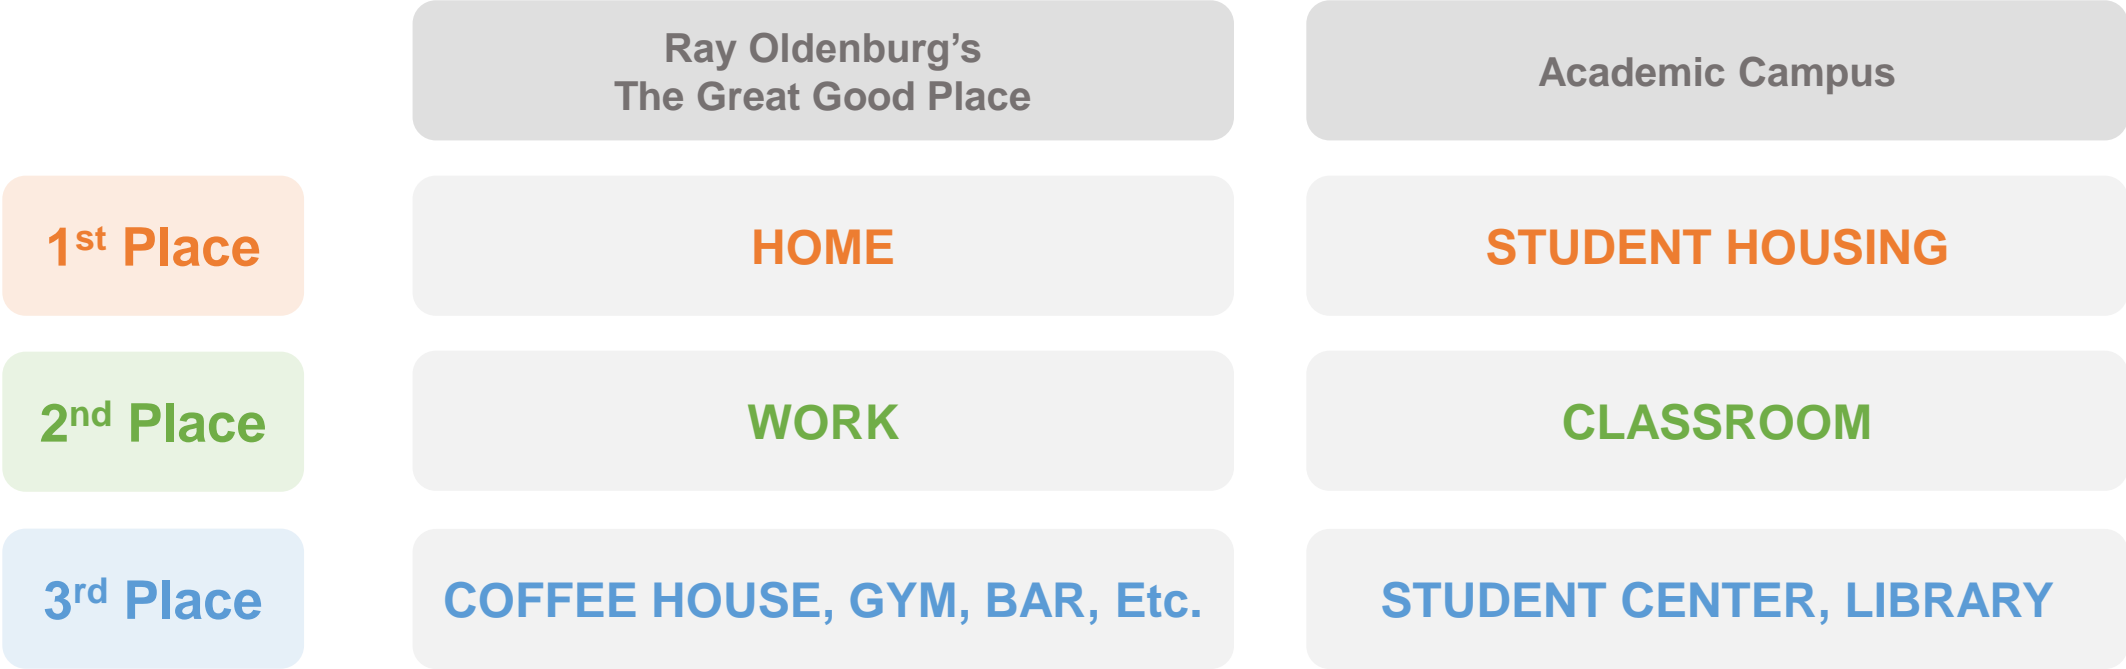 Ray Oldenburg’s
The Great Good Place
Academic Campus
1st Place
HOME
STUDENT HOUSING
2nd Place
WORK
CLASSROOM
3rd Place
COFFEE HOUSE, GYM, BAR, Etc.
STUDENT CENTER, LIBRARY